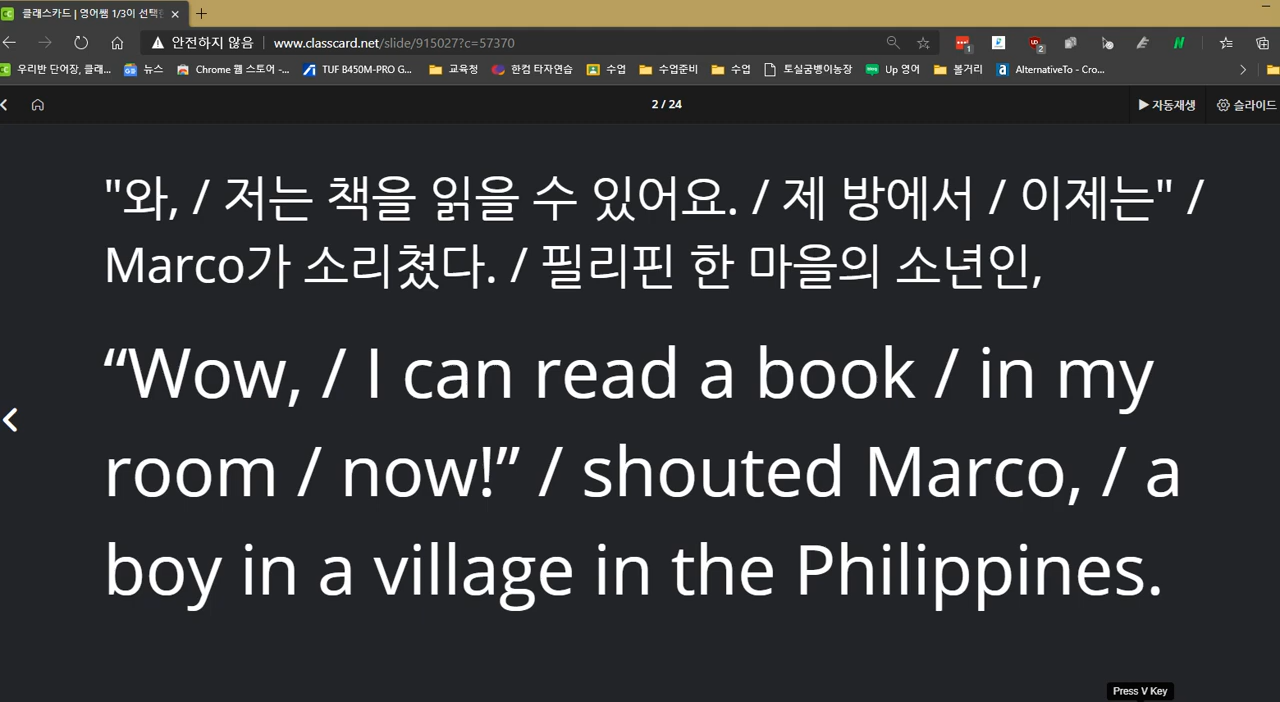 클래스카드 | 영어쌤 1/3이 선택한
안전하지 않음 | www.classcard.net/slide/915027?c=57370
우리반 단어장, 클래... 뉴스 Chrome 웹 스토어 -... TUF B450M-PRO G... 교육청 한컴 타자연습 수업 수업준비 수업 토실굼벵이농장 Up 영어 볼거리 AlternativeTo - Cro...
2 / 24 자동재생 슬라이드
"와, / 저는 책을 읽을 수 있어요. / 제 방에서 / 이제는" /
Marco가 소리쳤다. / 필리핀 한 마을의 소년인,
“Wow, / I can read a book / in my
room / now!” / shouted Marco, / a
boy in a village in the Philippines.
Press V Key